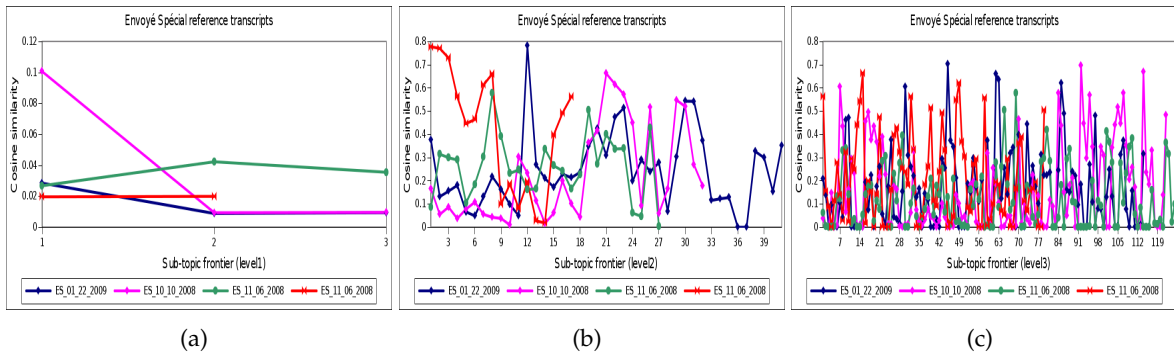 Envoyé Spécial reference transcripts
0.12
0.1
0.08
0.06
0.04
0.02
0
Cosine similarity
1 2 3
Sub-topic frontier (level1)
ES_01_22_2009 ES_10_10_2008 ES_11_06_2008 ES_11_06_2008
(a)
Envoyé Spécial reference transcripts
0.8
0.7
0.6
0.5
0.4
0.3
0.2
0.1
0
Cosine similarity
3 6 9 12 15 18 21 24 27 30 33 36 39
Sub-topic frontier (level2)
ES_01_22_2009 ES_10_10_2008 ES_11_06_2008 ES_11_06_2008
(b)
Envoyé Spécial reference transcripts
0.8
0.7
0.6
0.5
0.4
0.3
0.2
0.1
0
Cosine similarity
7 14 21 28 35 42 49 56 63 70 77 84 91 98 105 112 119
Sub-topic frontier (level3)
ES_01_22_2009 ES_10_10_2008 ES_11_06_2008 ES_11_06_2008
(c)